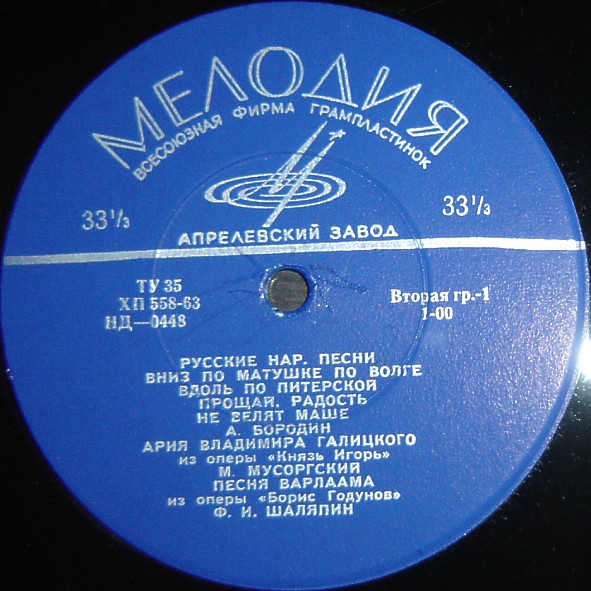 МЕЛОДИЯ
ВСЕСОЮЗНАЯ ФИРМА ГРАМПЛАСТИНОК
33⅓ 33⅓
АПРЕЛЕВСКИЙ ЗАВОД
ТУ 35
ХП 558-63
НД—0448
Вторая гр.-1
1-00
РУССКИЕ НАР. ПЕСНИ
ВНИЗ ПО МАТУШКЕ ПО ВОЛГЕ
ВДОЛЬ ПО ПИТЕРСКОЙ
ПРОЩАЙ, РАДОСТЬ
НЕ ВЕЛЯТ МАШЕ
А. БОРОДИН
АРИЯ ВЛАДИМИРА ГАЛИЦКОГО
из оперы «Князь Игорь»
М. МУСОРГСКИЙ
ПЕСНЯ ВАРЛААМА
из оперы «Борис Годунов»
Ф. И. ШАЛЯПИН